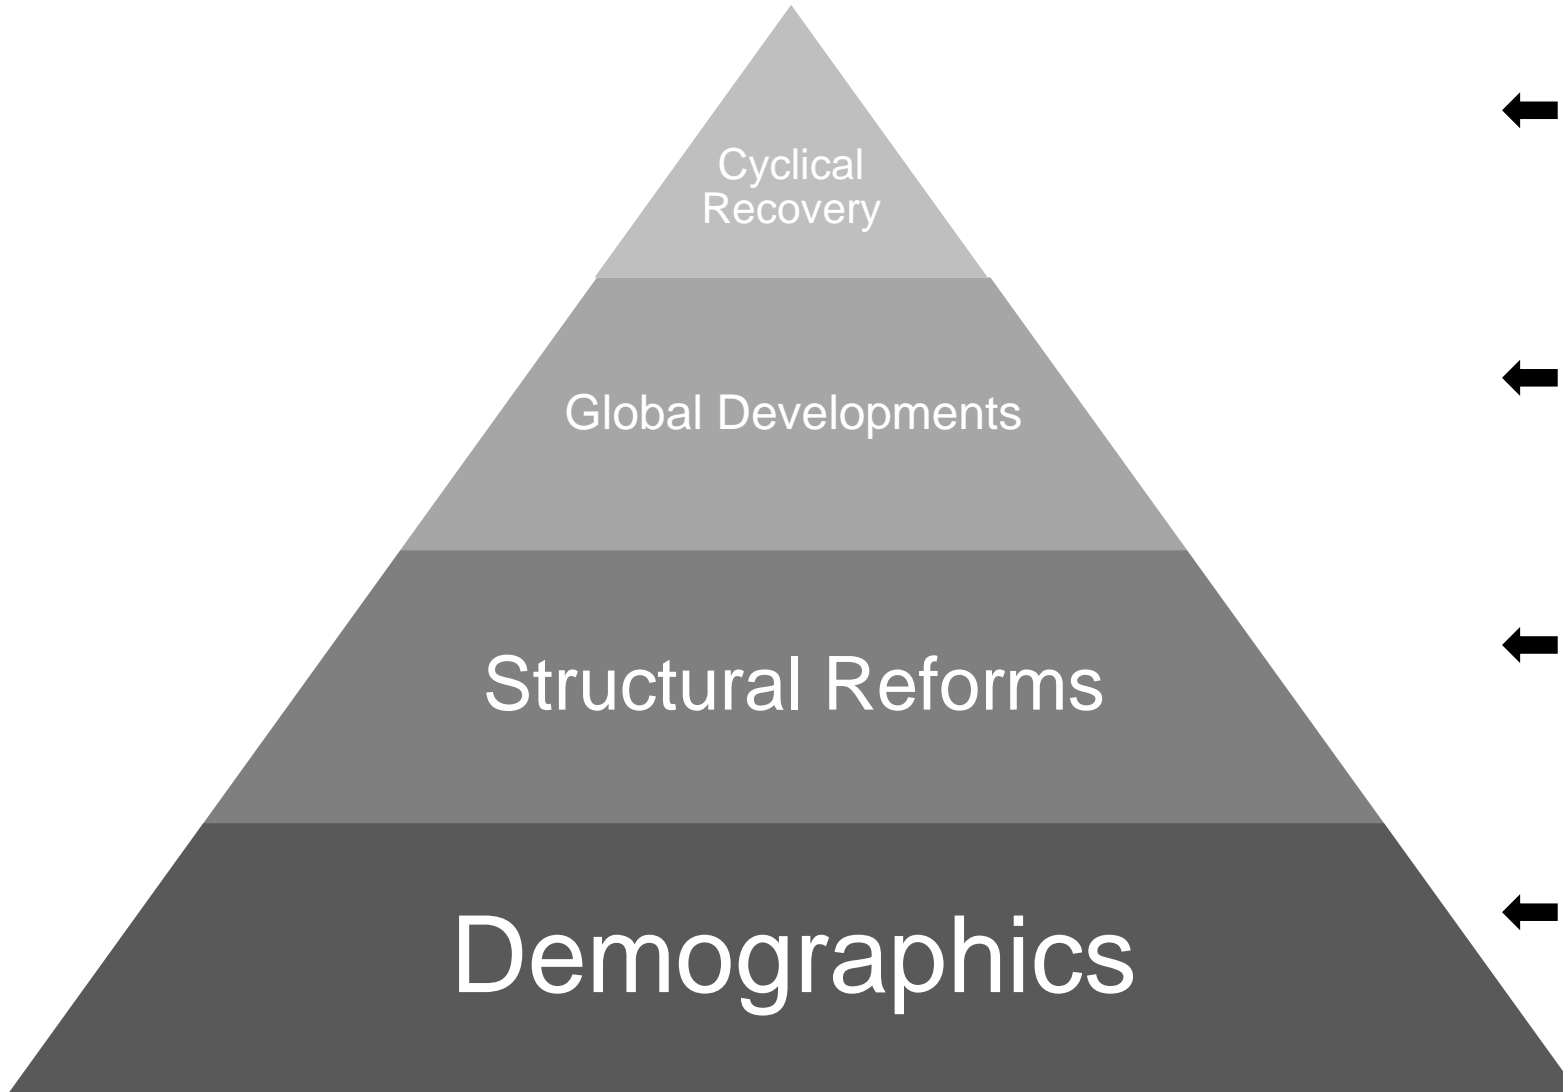 Cyclical
Recovery
Global Developments
Structural Reforms
Demographics